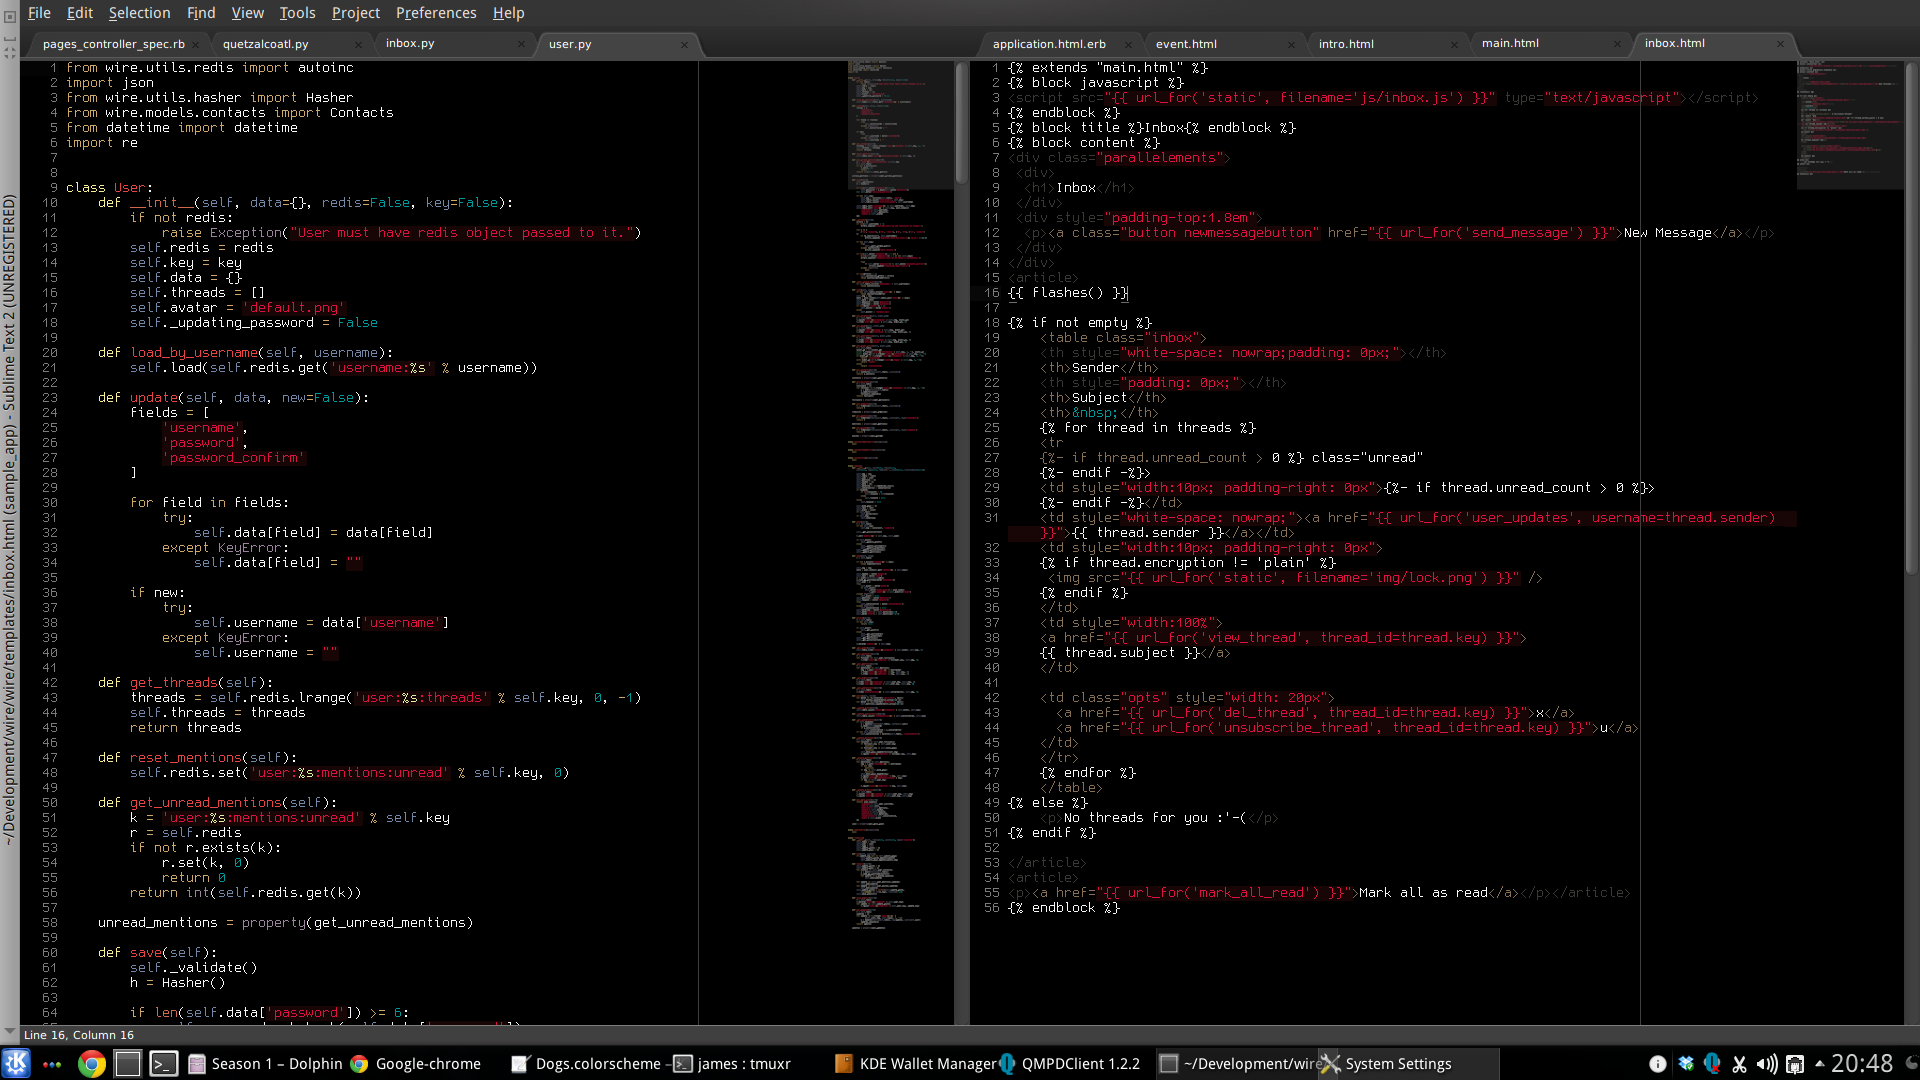 File Edit Selection Find View Tools Project Preferences Help
pages_controller_spec.rb × quetzalcoatl.py × inbox.py × user.py ×
application.html.erb × event.html × intro.html × main.html × inbox.html ×
~/Development/wire/wire/templates/inbox.html (sample_app) - Sublime Text 2 (UNREGISTERED)
1 from wire.utils.redis import autoinc
2 import json
3 from wire.utils.hasher import Hasher
4 from wire.models.contacts import Contacts
5 from datetime import datetime
6 import re
7
8
9 class User:
10     def __init__(self, data={}, redis=False, key=False):
11         if not redis:
12             raise Exception("User must have redis object passed to it.")
13         self.redis = redis
14         self.key = key
15         self.data = {}
16         self.threads = []
17         self.avatar = 'default.png'
18         self._updating_password = False
19
20     def load_by_username(self, username):
21         self.load(self.redis.get('username:%s' % username))
22
23     def update(self, data, new=False):
24         fields = [
25             'username',
26             'password',
27             'password_confirm'
28         ]
29
30         for field in fields:
31             try:
32                 self.data[field] = data[field]
33             except KeyError:
34                 self.data[field] = ""
35
36         if new:
37             try:
38                 self.username = data['username']
39             except KeyError:
40                 self.username = ""
41
42     def get_threads(self):
43         threads = self.redis.lrange('user:%s:threads' % self.key, 0, -1)
44         self.threads = threads
45         return threads
46
47     def reset_mentions(self):
48         self.redis.set('user:%s:mentions:unread' % self.key, 0)
49
50     def get_unread_mentions(self):
51         k = 'user:%s:mentions:unread' % self.key
52         r = self.redis
53         if not r.exists(k):
54             r.set(k, 0)
55             return 0
56         return int(self.redis.get(k))
57
58     unread_mentions = property(get_unread_mentions)
59
60     def save(self):
61         self._validate()
62         h = Hasher()
63
64         if len(self.data['password']) >= 6:
1 {% extends "main.html" %}
2 {% block javascript %}
3 <script src="{{ url_for('static', filename='js/inbox.js') }}" type="text/javascript"></script>
4 {% endblock %}
5 {% block title %}Inbox{% endblock %}
6 {% block content %}
7 <div class="parallelements">
8  <div>
9   <h1>Inbox</h1>
10  </div>
11  <div style="padding-top:1.8em">
12   <p><a class="button newmessagebutton" href="{{ url_for('send_message') }}">New Message</a></p>
13  </div>
14 </div>
15 <article>
16 {{ flashes() }}
17
18 {% if not empty %}
19     <table class="inbox">
20     <th style="white-space: nowrap;padding: 0px;"></th>
21     <th>Sender</th>
22     <th style="padding: 0px;"></th>
23     <th>Subject</th>
24     <th>&nbsp;</th>
25     {% for thread in threads %}
26     <tr
27     {%- if thread.unread_count > 0 %} class="unread"
28     {%- endif -%}>
29     <td style="width:10px; padding-right: 0px">{%- if thread.unread_count > 0 %}>
30     {%- endif -%}</td>
31     <td style="white-space: nowrap;"><a href="{{ url_for('user_updates', username=thread.sender)
    }}">{{ thread.sender }}</a></td>
32     <td style="width:10px; padding-right: 0px">
33     {% if thread.encryption != 'plain' %}
34      <img src="{{ url_for('static', filename='img/lock.png') }}" />
35     {% endif %}
36     </td>
37     <td style="width:100%">
38     <a href="{{ url_for('view_thread', thread_id=thread.key) }}">
39     {{ thread.subject }}</a>
40     </td>
41
42     <td class="opts" style="width: 20px">
43       <a href="{{ url_for('del_thread', thread_id=thread.key) }}">x</a>
44       <a href="{{ url_for('unsubscribe_thread', thread_id=thread.key) }}">u</a>
45     </td>
46     </tr>
47     {% endfor %}
48     </table>
49 {% else %}
50     <p>No threads for you :'-(</p>
51 {% endif %}
52
53 </article>
54 <article>
55 <p><a href="{{ url_for('mark_all_read') }}">Mark all as read</a></p></article>
56 {% endblock %}
Line 16, Column 16
Season 1 – Dolphin Google-chrome Dogs.colorscheme – james : tmuxr KDE Wallet Manager QMPDClient 1.2.2 ~/Development/wire System Settings 20:48